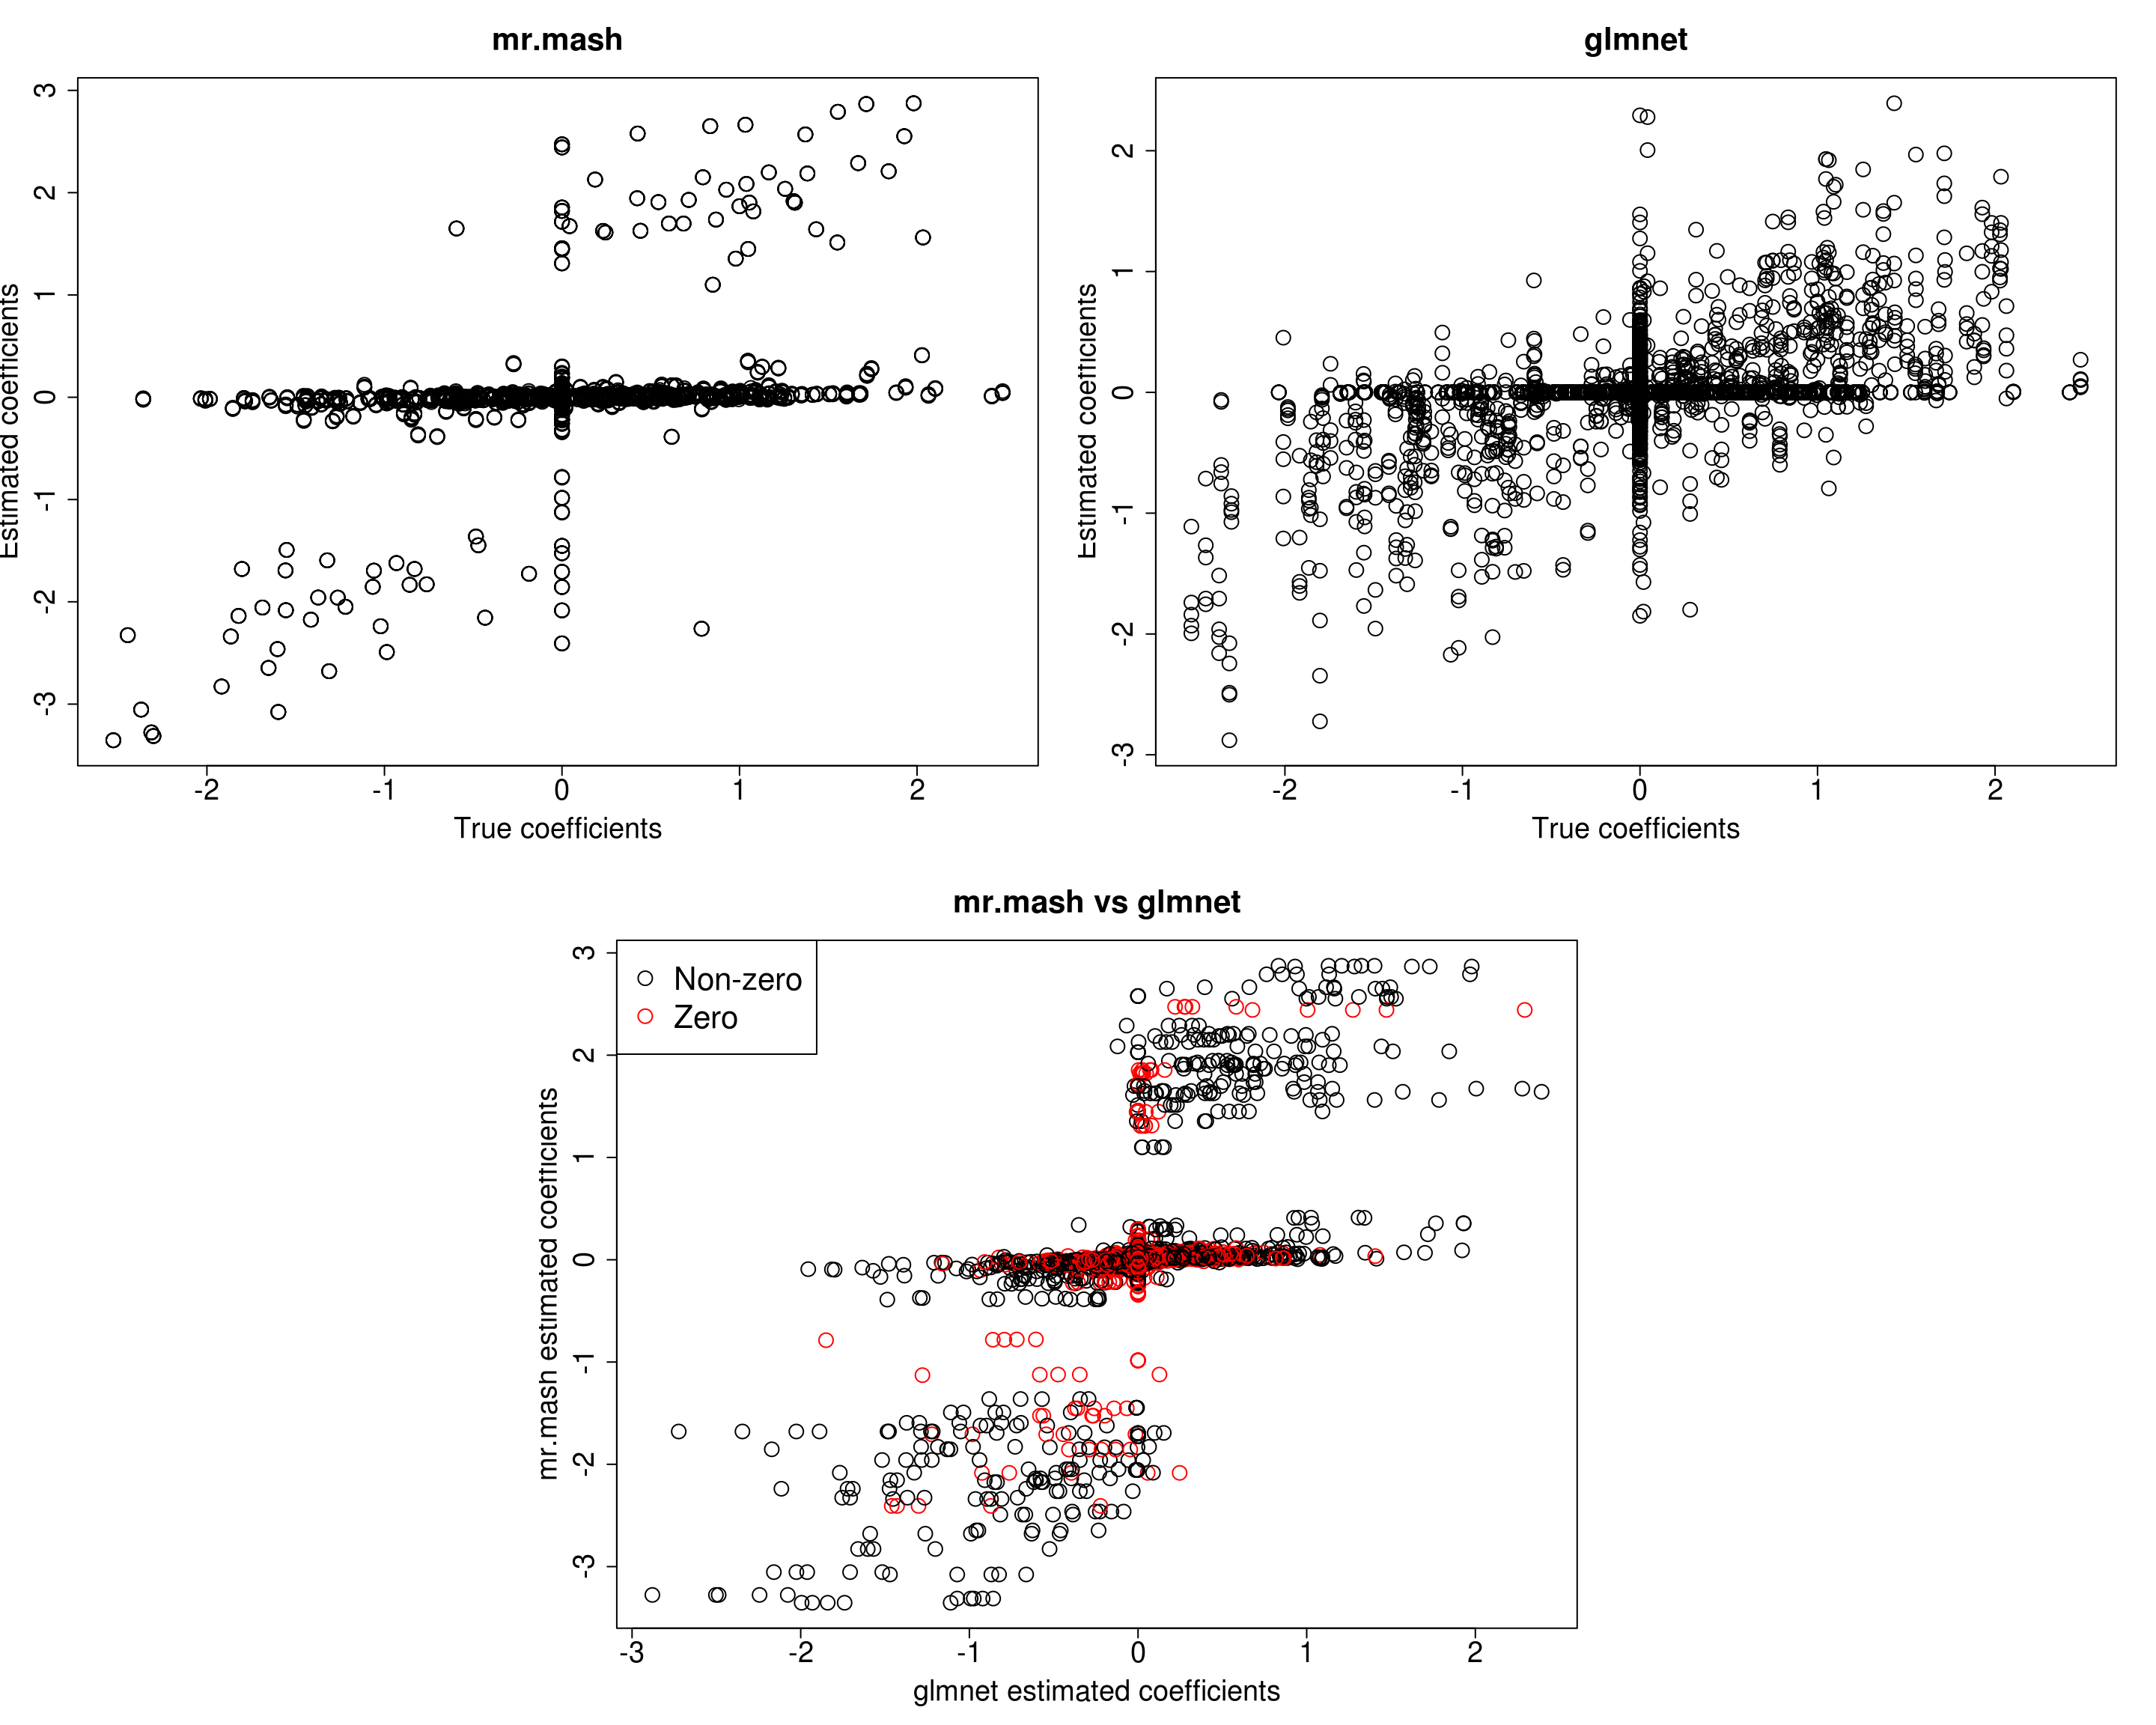 mr.mash
3
2
1
0
-1
-2
-3
Estimated coefficients
-2 -1 0 1 2
True coefficients
glmnet
2
1
0
-1
-2
-3
Estimated coefficients
-2 -1 0 1 2
True coefficients
mr.mash vs glmnet
Non-zero
Zero
3
2
1
0
-1
-2
-3
mr.mash estimated coefficients
-3 -2 -1 0 1 2
glmnet estimated coefficients